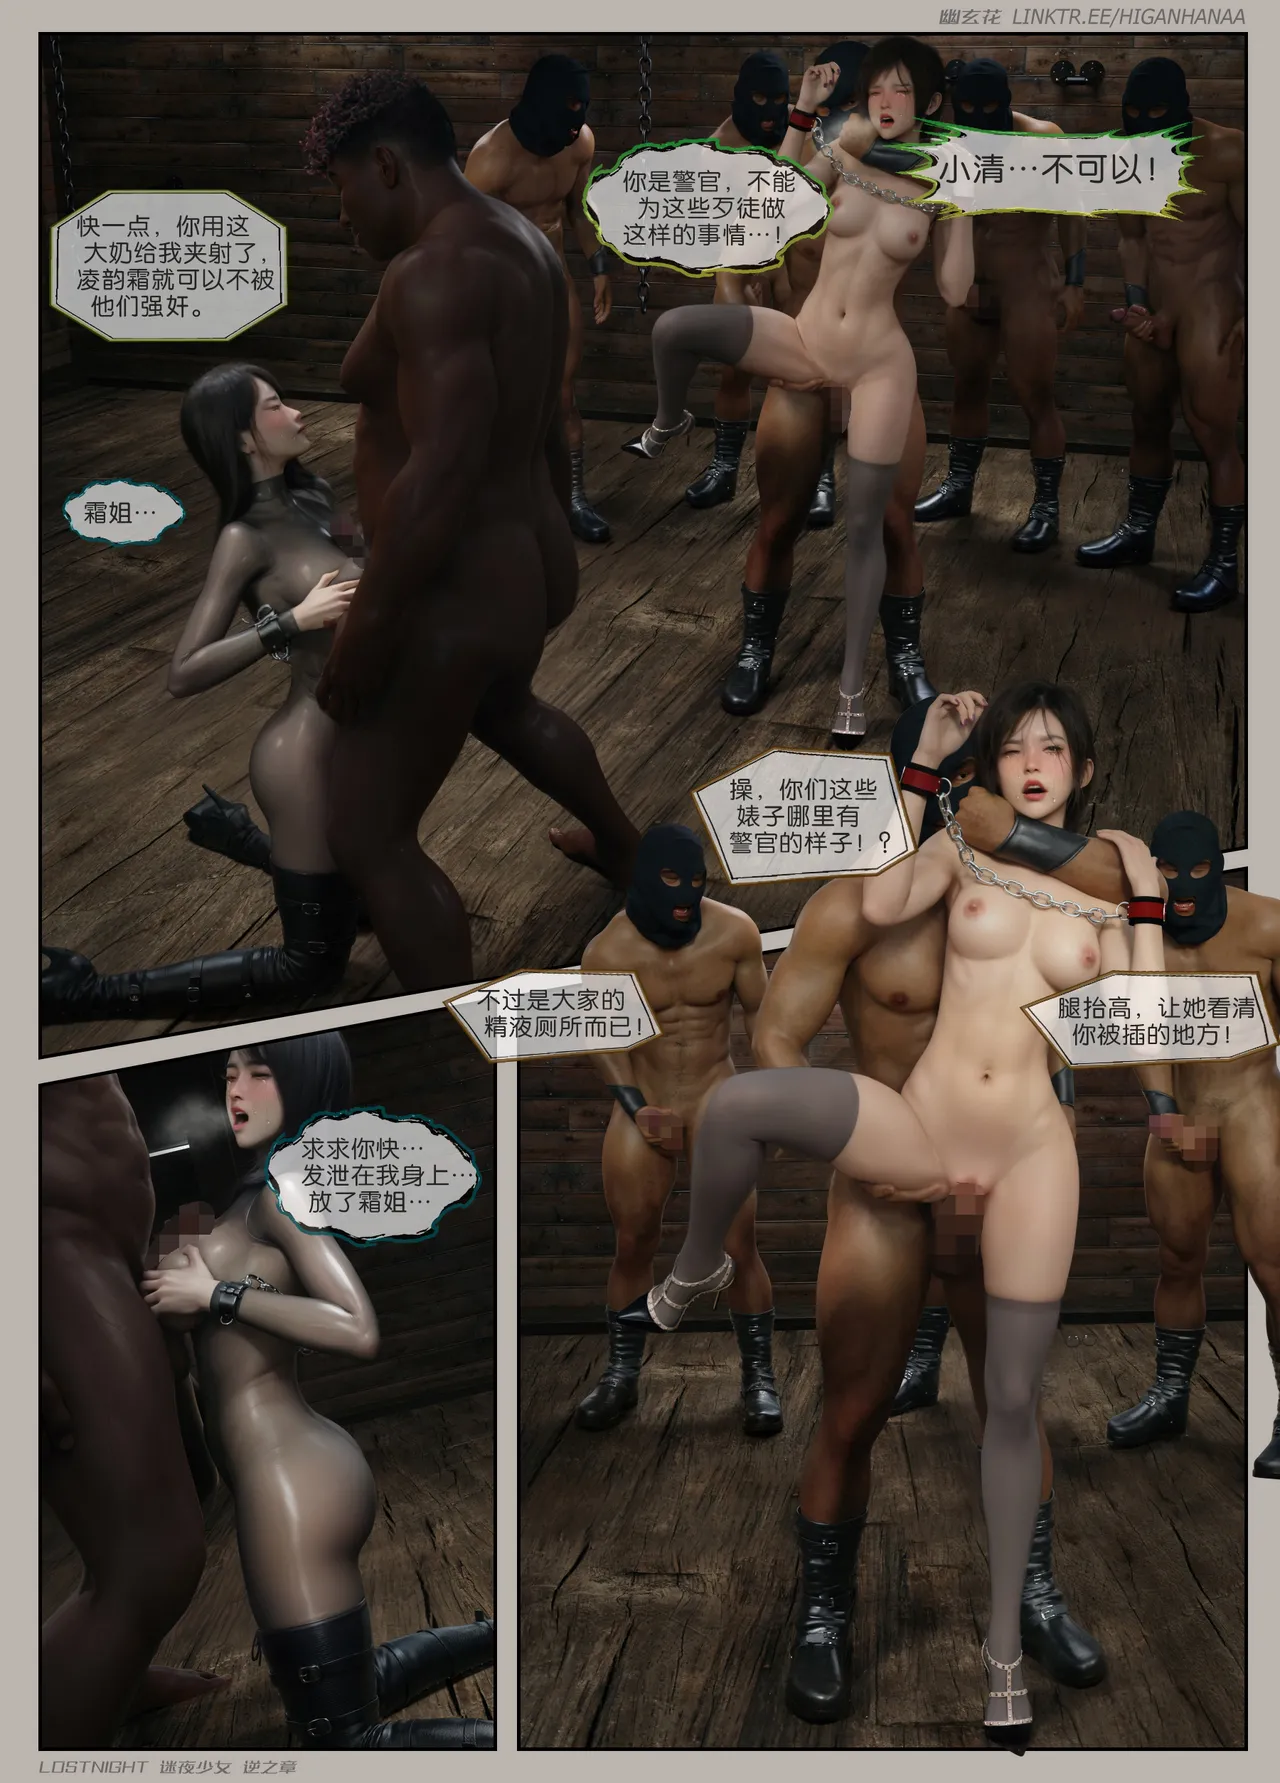 幽玄花 LINKTR.EE/HIGANHANAA
小清…不可以！
你是警官，不能
为这些歹徒做
这样的事情…！
快一点，你用这
大奶给我夹射了，
凌韵霜就可以不被
他们强奸。
霜姐…
操，你们这些
婊子哪里有
警官的样子！？
不过是大家的
精液厕所而已！
腿抬高，让她看清
你被插的地方！
求求你快…
发泄在我身上…
放了霜姐…
LOSTNIGHT 迷夜少女 逆之章